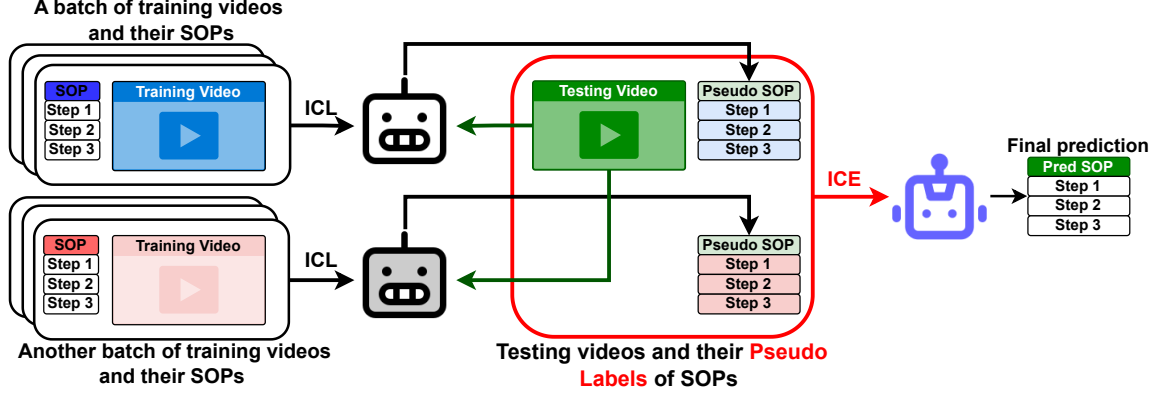 A batch of training videos
and their SOPs
SOP
Step 1
Step 2
Step 3
Training Video
ICL
Testing Video
Pseudo SOP
Step 1
Step 2
Step 3
ICE
Final prediction
Pred SOP
Step 1
Step 2
Step 3
SOP
Step 1
Step 2
Step 3
Training Video
ICL
Pseudo SOP
Step 1
Step 2
Step 3
Another batch of training videos
and their SOPs
Testing videos and their Pseudo
Labels of SOPs